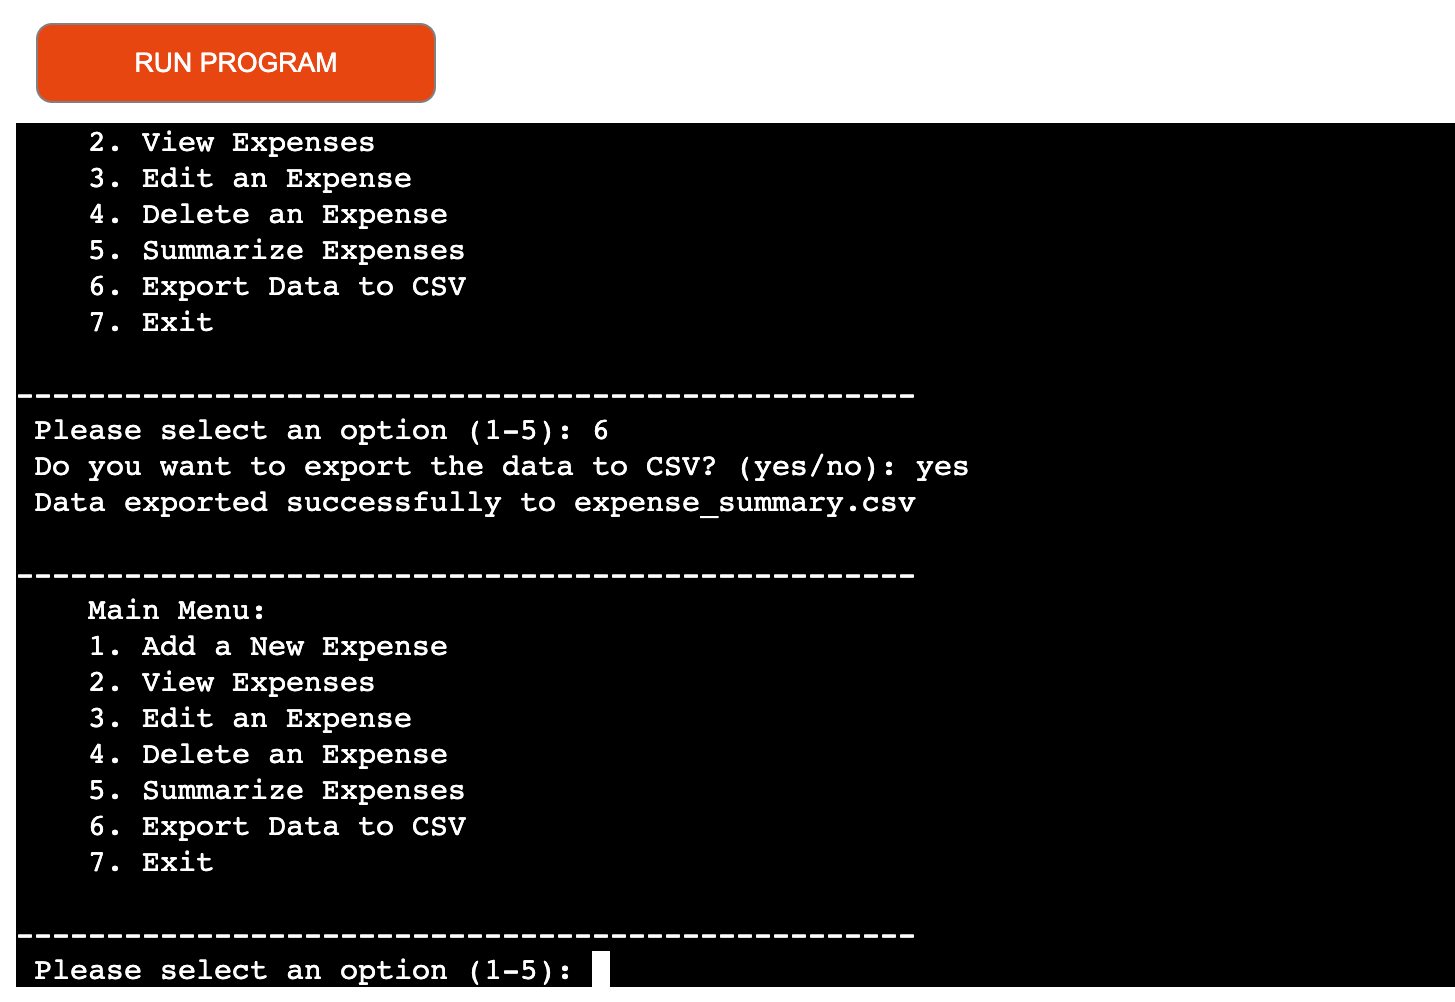 RUN PROGRAM
2. View Expenses
3. Edit an Expense
4. Delete an Expense
5. Summarize Expenses
6. Export Data to CSV
7. Exit
--------------------------------------------------
Please select an option (1-5): 6
Do you want to export the data to CSV? (yes/no): yes
Data exported successfully to expense_summary.csv
--------------------------------------------------
Main Menu:
1. Add a New Expense
2. View Expenses
3. Edit an Expense
4. Delete an Expense
5. Summarize Expenses
6. Export Data to CSV
7. Exit
--------------------------------------------------
Please select an option (1-5):